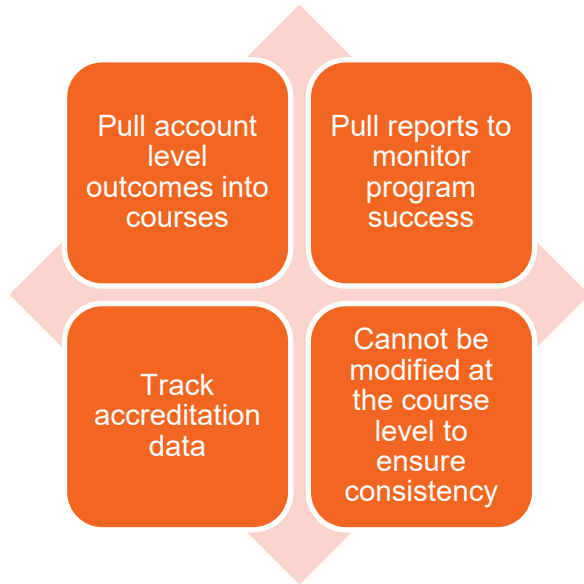 Pull account
level
outcomes into
courses
Pull reports to
monitor
program
success
Track
accreditation
data
Cannot be
modified at
the course
level to
ensure
consistency